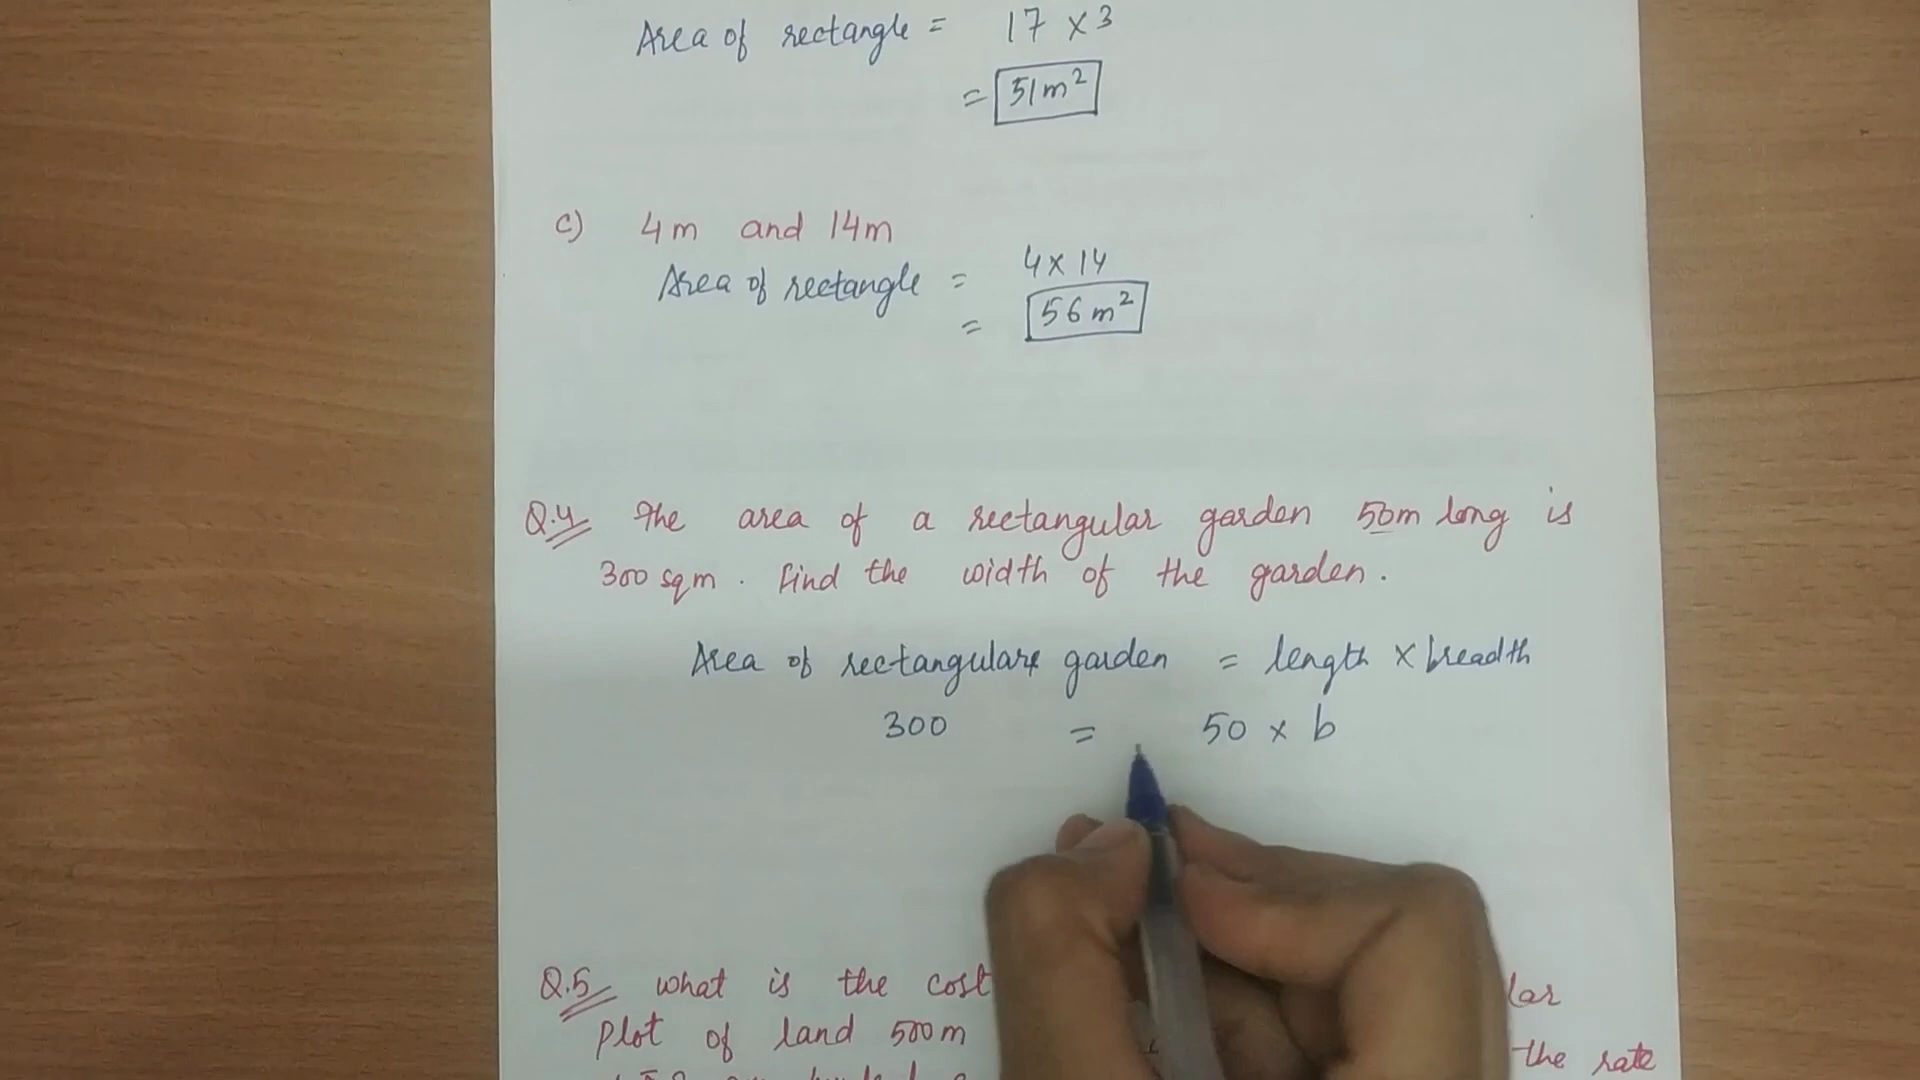 Area of rectangle = 17 x 3
= 51m²
c) 4m and 14m
Area of rectangle = 4 x 14
= 56 m²
Q.4 The area of a rectangular garden 50m long is
300 sqm. Find the width of the garden.
Area of rectangular garden = length x breadth
300 = 50 x b
Q.5 What is the cost
plot of land 500m the rate